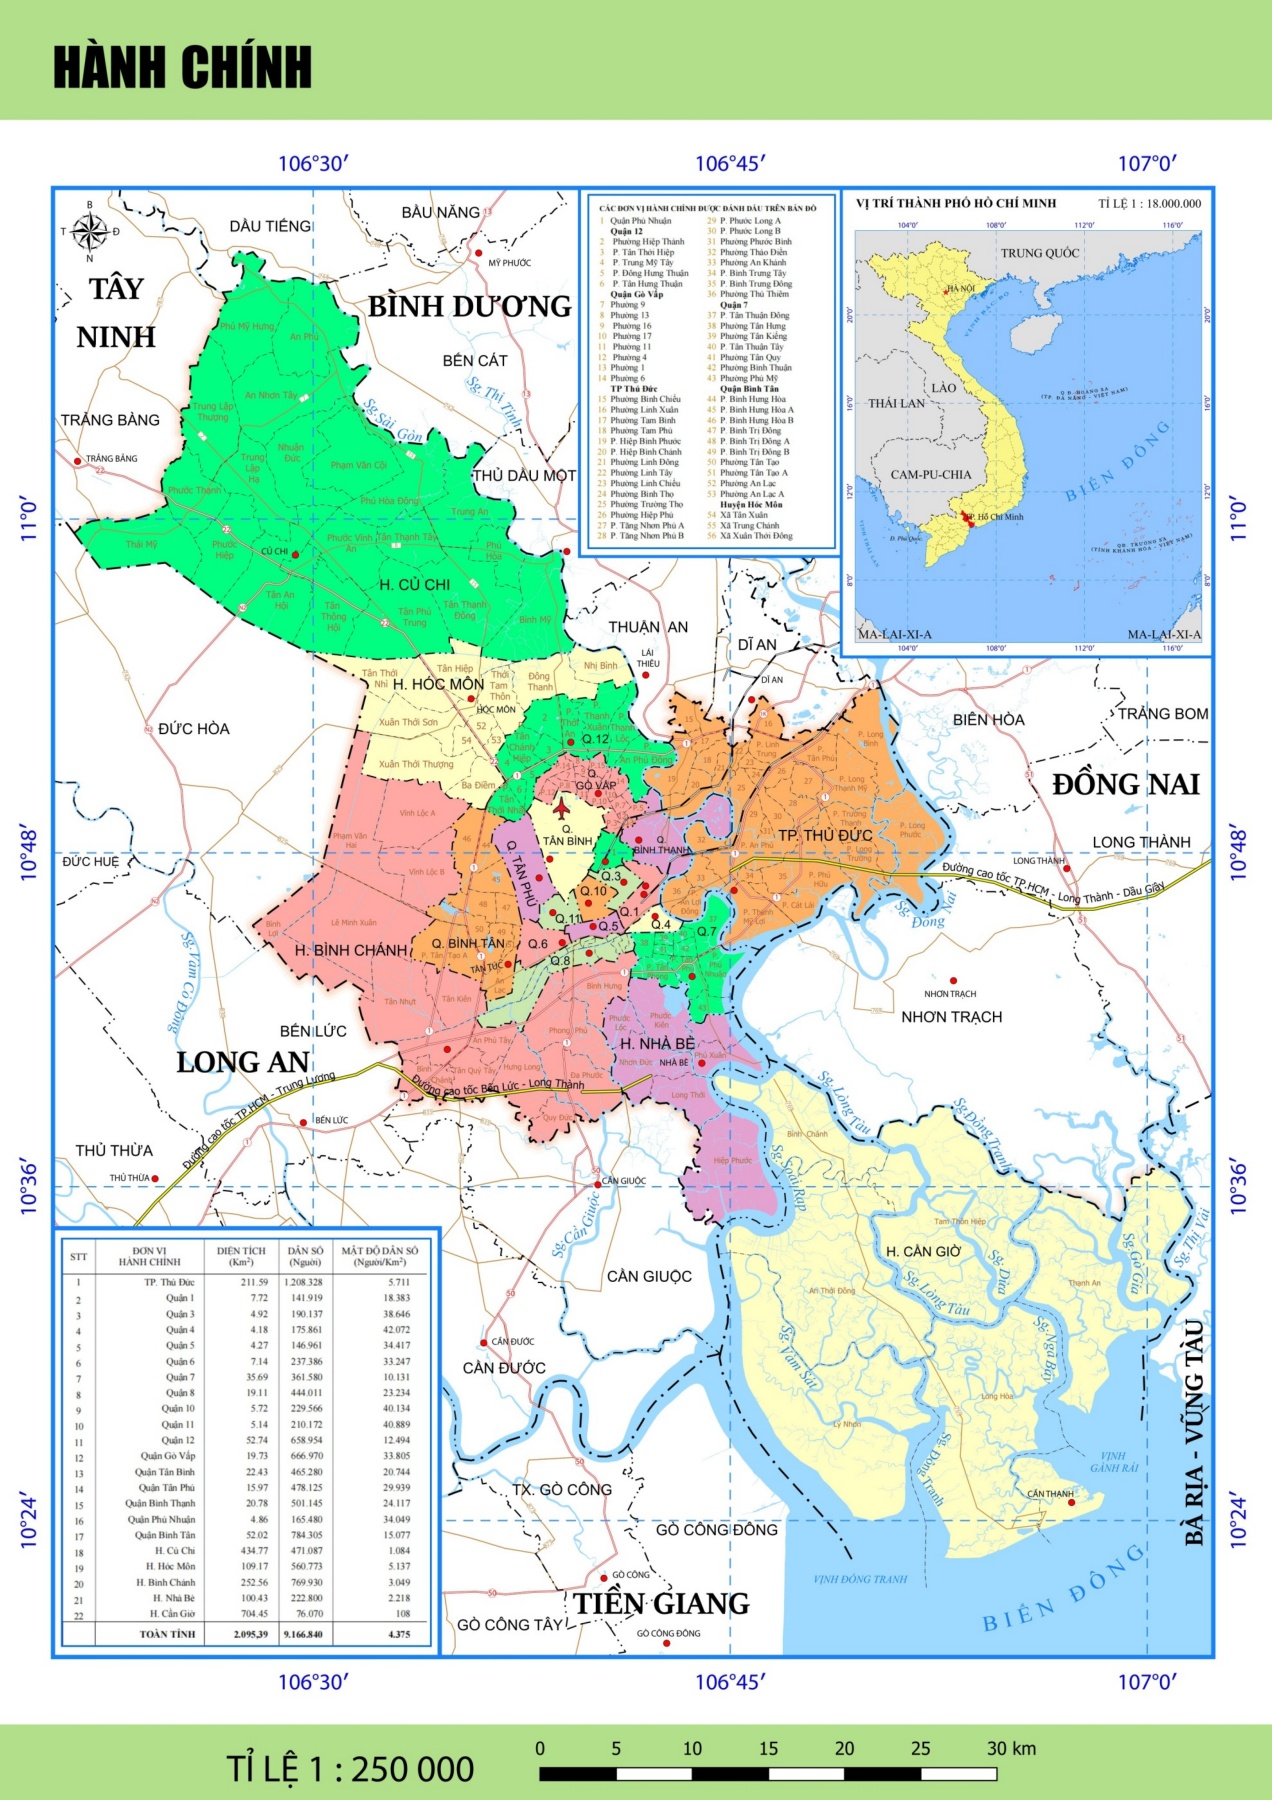 HÀNH CHÍNH
106°30′
106°45′
107°0′
11°0′
10°48′
10°36′
10°24′
11°0′
10°48′
10°36′
10°24′
B
T
Đ
N
DẦU TIẾNG
BÀU NĂNG
13
MỸ PHƯỚC
TÂY
NINH
BÌNH DƯƠNG
BẾN CÁT
Sg. Thị Tính
TRẢNG BÀNG
TRẢNG BÀNG
22
Phú Mỹ Hưng
An Phú
An Nhơn Tây
Trung Lập
Thượng
Sg.Sài Gòn
Nhuận
Đức
Trung
Lập
Hạ
Phạm Văn Cội
Phước Thạnh
Phú Hòa Đông
Trung An
THỦ DẦU MỘT
Thái Mỹ
Phước
Hiệp
CỦ CHI
Phước Vĩnh
An
Tân Thạnh Tây
Phú
Hòa
H. CỦ CHI
Tân An
Hội
Tân
Thông
Hội
Tân Phú
Trung
Tân Thạnh
Đông
Bình Mỹ
CÁC ĐƠN VỊ HÀNH CHÍNH ĐƯỢC ĐÁNH DẤU TRÊN BẢN ĐỒ
1 Quận Phú Nhuận
Quận 12
2 Phường Hiệp Thành
3 P. Tân Thới Hiệp
4 P. Trung Mỹ Tây
5 P. Đông Hưng Thuận
6 P. Tân Hưng Thuận
Quận Gò Vấp
7 Phường 9
8 Phường 13
9 Phường 16
10 Phường 17
11 Phường 11
12 Phường 4
13 Phường 1
14 Phường 6
TP Thủ Đức
15 Phường Bình Chiểu
16 Phường Linh Xuân
17 Phường Tam Bình
18 Phường Tam Phú
19 P. Hiệp Bình Phước
20 P. Hiệp Bình Chánh
21 Phường Linh Đông
22 Phường Linh Tây
23 Phường Linh Chiểu
24 Phường Bình Thọ
25 Phường Trường Thọ
26 Phường Hiệp Phú
27 P. Tăng Nhơn Phú A
28 P. Tăng Nhơn Phú B
29 P. Phước Long A
30 P. Phước Long B
31 Phường Phước Bình
32 Phường Thảo Điền
33 Phường An Khánh
34 P. Bình Trưng Tây
35 P. Bình Trưng Đông
36 Phường Thủ Thiêm
Quận 7
37 P. Tân Thuận Đông
38 Phường Tân Hưng
39 Phường Tân Kiểng
40 P. Tân Thuận Tây
41 Phường Tân Quy
42 Phường Bình Thuận
43 Phường Phú Mỹ
Quận Bình Tân
44 P. Bình Hưng Hòa
45 P. Bình Hưng Hòa A
46 P. Bình Hưng Hòa B
47 P. Bình Trị Đông
48 P. Bình Trị Đông A
49 P. Bình Trị Đông B
50 Phường Tân Tạo
51 Phường Tân Tạo A
52 Phường An Lạc
53 Phường An Lạc A
Huyện Hóc Môn
54 Xã Tân Xuân
55 Xã Trung Chánh
56 Xã Xuân Thới Đông
VỊ TRÍ THÀNH PHỐ HỒ CHÍ MINH
TỈ LỆ 1 : 18.000.000
104°0′
108°0′
112°0′
116°0′
TRUNG QUỐC
HÀ NỘI
VỊNH BẮC BỘ
LÀO
THÁI LAN
QĐ. HOÀNG SA
(TP. ĐÀ NẴNG - VIỆT NAM)
CAM-PU-CHIA
BIỂN ĐÔNG
TP. Hồ Chí Minh
Đ. Phú Quốc
VỊNH THÁI LAN
QĐ. TRƯỜNG SA
(TỈNH KHÁNH HÒA - VIỆT NAM)
MA-LAI-XI-A
MA-LAI-XI-A
20°0′
16°0′
12°0′
8°0′
20°0′
16°0′
12°0′
8°0′
104°0′
108°0′
112°0′
116°0′
THUẬN AN
LÁI
THIÊU
DĨ AN
DĨ AN
Tân Thới
Nhì
Tân Hiệp
Thới
Tam
Thôn
Đông
Thạnh
Nhị Bình
H. HÓC MÔN
HÓC MÔN
Xuân Thới Sơn
Xuân Thới Thượng
52
53
54
Bà Điểm
ĐỨC HÒA
BIÊN HÒA
TRẢNG BOM
ĐỒNG NAI
LONG THÀNH
LONG THÀNH
Q.12
Q.
GÒ VẤP
Q.
TÂN BÌNH
Q. TÂN PHÚ
Q.
BÌNH THẠNH
TP. THỦ ĐỨC
ĐỨC HUỆ
Vĩnh Lộc A
Phạm Văn
Hai
Vĩnh Lộc B
Lê Minh Xuân
Bình
Lợi
H. BÌNH CHÁNH
Q. BÌNH TÂN
P. Tân Tạo A
TÂN TÚC
Q.3
Q.10
Q.11
Q.1
Q.5
Q.4
Q.6
Q.8
Q.7
Đường cao tốc TP.HCM - Long Thành - Dầu Giây
Sg. Đồng Nai
Sg.Vàm Cỏ Đông
Tân Nhựt
Tân Kiên
An
Lạc
Bình Hưng
An Phú Tây
Phong Phú
Bình
Chánh
Tân Quý Tây
Hưng Long
Đa Phước
Quy Đức
Phước
Lộc
Phước
Kiển
H. NHÀ BÈ
Nhơn Đức
NHÀ BÈ
Phú Xuân
Long Thới
Hiệp Phước
NHƠN TRẠCH
NHƠN TRẠCH
BẾN LỨC
LONG AN
Đường cao tốc TP.HCM - Trung Lương
Đường cao tốc Bến Lức - Long Thành
BẾN LỨC
THỦ THỪA
THỦ THỪA
CẦN GIUỘC
Sg.Cần Giuộc
CẦN GIUỘC
CẦN ĐƯỚC
CẦN ĐƯỚC
Sg.Lòng Tàu
Sg.Đồng Tranh
Bình Khánh
Sg.Soài Rạp
Tam Thôn Hiệp
H. CẦN GIỜ
Sg.Dừa
Sg.Lòng Tàu
An Thới Đông
Thạnh An
Sg.Gò Gia
Sg.Thị Vải
Sg.Vàm Sát
Sg.Ngã Bảy
Long Hòa
Lý Nhơn
Sg.Đồng Tranh
VỊNH
GÀNH RÁI
CẦN THẠNH
BÀ RỊA - VŨNG TÀU
VỊNH ĐỒNG TRANH
BIỂN ĐÔNG
TX. GÒ CÔNG
GÒ CÔNG ĐÔNG
GÒ CÔNG
TIỀN GIANG
GÒ CÔNG TÂY
GÒ CÔNG ĐÔNG
STT ĐƠN VỊ HÀNH CHÍNH DIỆN TÍCH (Km²) DÂN SỐ (Người) MẬT ĐỘ DÂN SỐ (Người/Km²)
1 TP. Thủ Đức 211.59 1.208.328 5.711
2 Quận 1 7.72 141.919 18.383
3 Quận 3 4.92 190.137 38.646
4 Quận 4 4.18 175.861 42.072
5 Quận 5 4.27 146.961 34.417
6 Quận 6 7.14 237.386 33.247
7 Quận 7 35.69 361.580 10.131
8 Quận 8 19.11 444.011 23.234
9 Quận 10 5.72 229.566 40.134
10 Quận 11 5.14 210.172 40.889
11 Quận 12 52.74 658.954 12.494
12 Quận Gò Vấp 19.73 666.970 33.805
13 Quận Tân Bình 22.43 465.280 20.744
14 Quận Tân Phú 15.97 478.125 29.939
15 Quận Bình Thạnh 20.78 501.145 24.117
16 Quận Phú Nhuận 4.86 165.480 34.049
17 Quận Bình Tân 52.02 784.305 15.077
18 H. Củ Chi 434.77 471.087 1.084
19 H. Hóc Môn 109.17 560.773 5.137
20 H. Bình Chánh 252.56 769.930 3.049
21 H. Nhà Bè 100.43 222.800 2.218
22 H. Cần Giờ 704.45 76.070 108
TOÀN TỈNH 2.095,39 9.166.840 4.375
106°30′
106°45′
107°0′
TỈ LỆ 1 : 250 000
0 5 10 15 20 25 30 km